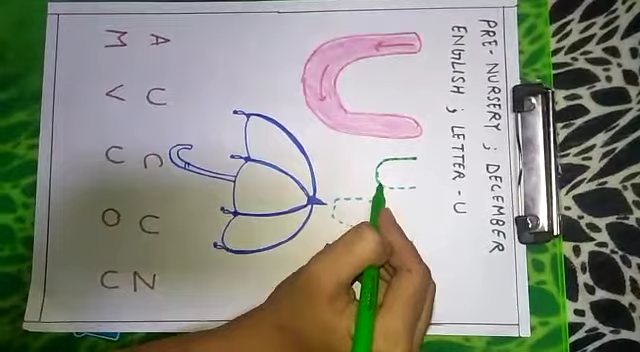 PRE-NURSERY ; DECEMBER
ENGLISH ; LETTER - U
U U U
A U C U N
M V U O U